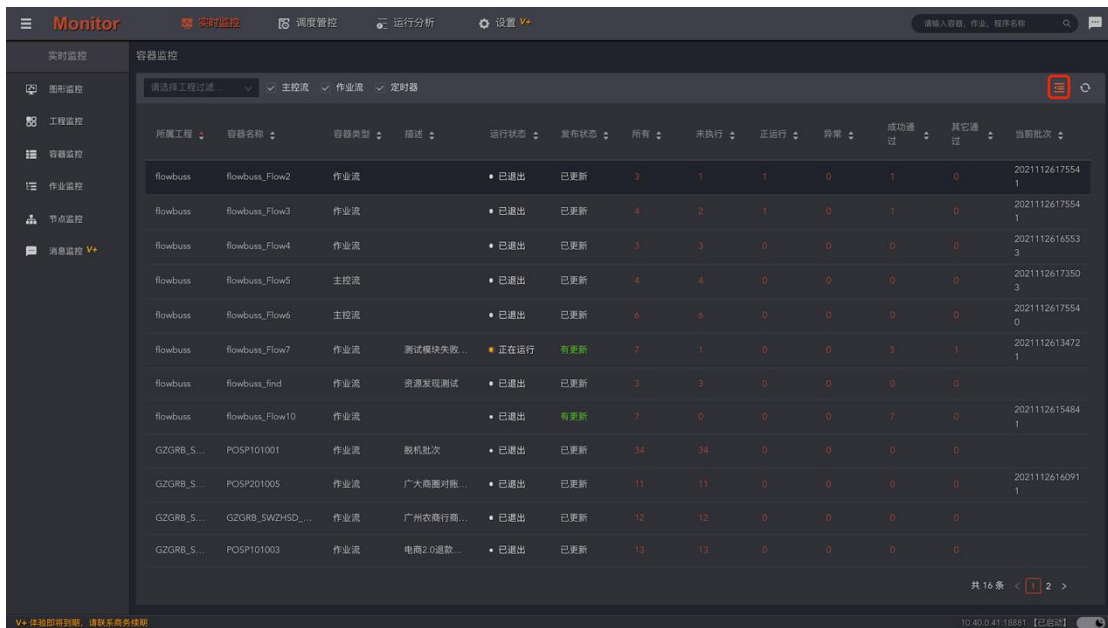 Monitor 实时监控 调度管控 运行分析 设置 V+ 请输入容器、作业、程序名称
实时监控 容器监控
图形监控
工程监控
容器监控
作业监控
节点监控
消息监控 V+
请选择工程过滤... 主控流 作业流 定时器
所属工程 容器名称 容器类型 描述 运行状态 发布状态 所有 未执行 正运行 异常 成功通过 其它通过 当前批次
flowbuss flowbuss_Flow2 作业流 已退出 已更新 3 1 1 0 1 0 20211126175541
flowbuss flowbuss_Flow3 作业流 已退出 已更新 4 2 1 0 1 0 20211126175541
flowbuss flowbuss_Flow4 作业流 已退出 已更新 3 3 0 0 0 0 20211126165533
flowbuss flowbuss_Flow5 主控流 已退出 已更新 4 4 0 0 0 0 20211126173503
flowbuss flowbuss_Flow6 主控流 已退出 已更新 6 6 0 0 0 0 20211126175540
flowbuss flowbuss_Flow7 作业流 测试模块失败... 正在运行 有更新 7 1 0 0 5 1 20211126134721
flowbuss flowbuss_find 作业流 资源发现测试 已退出 已更新 3 3 0 0 0 0
flowbuss flowbuss_Flow10 作业流 已退出 有更新 7 0 0 0 7 0 20211126154841
GZGRB_S... POSP101001 作业流 脱机批次 已退出 已更新 34 34 0 0 0 0
GZGRB_S... POSP201005 作业流 广大商圈对账... 已退出 已更新 11 11 0 0 0 0 20211126160911
GZGRB_S... GZGRB_SWZHSD_... 作业流 广州农商行商... 已退出 已更新 12 12 0 0 0 0
GZGRB_S... POSP101003 作业流 电商2.0退款... 已退出 已更新 13 13 0 0 0 0
共 16 条 < 1 2 >
V+ 体验即将到期，请联系商务续期 10.40.0.41:18881 【已启动】